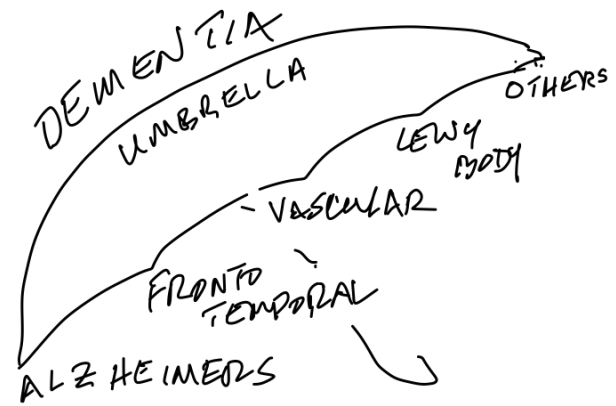 DEMENTIA
UMBRELLA
OTHERS
LEWY
BODY
VASCULAR
FRONTO
TEMPORAL
ALZHEIMERS